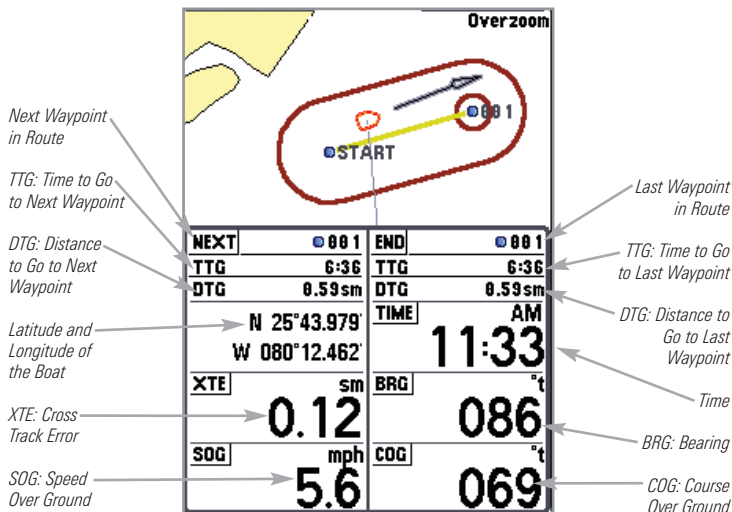 Overzoom
001
START
Next Waypoint
in Route
TTG: Time to Go
to Next Waypoint
DTG: Distance
to Go to Next
Waypoint
Latitude and
Longitude of
the Boat
XTE: Cross
Track Error
SOG: Speed
Over Ground
NEXT 001
TTG 6:36
DTG 0.59sm
N 25°43.979'
W 080°12.462'
XTE sm
0.12
SOG mph
5.6
END 001
TTG 6:36
DTG 0.59sm
TIME AM
11:33
BRG °t
086
COG °t
069
Last Waypoint
in Route
TTG: Time to Go
to Last Waypoint
DTG: Distance to
Go to Last
Waypoint
Time
BRG: Bearing
COG: Course
Over Ground